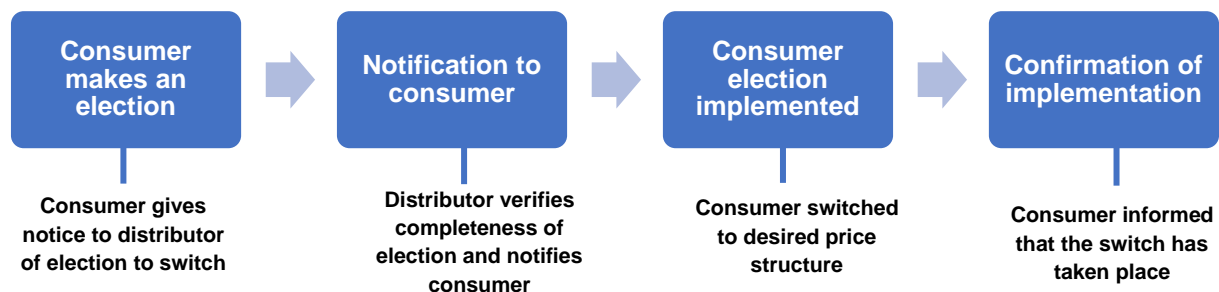 Consumer
makes an
election
Notification to
consumer
Consumer
election
implemented
Confirmation of
implementation
Consumer gives
notice to distributor
of election to switch
Distributor verifies
completeness of
election and notifies
consumer
Consumer switched
to desired price
structure
Consumer informed
that the switch has
taken place